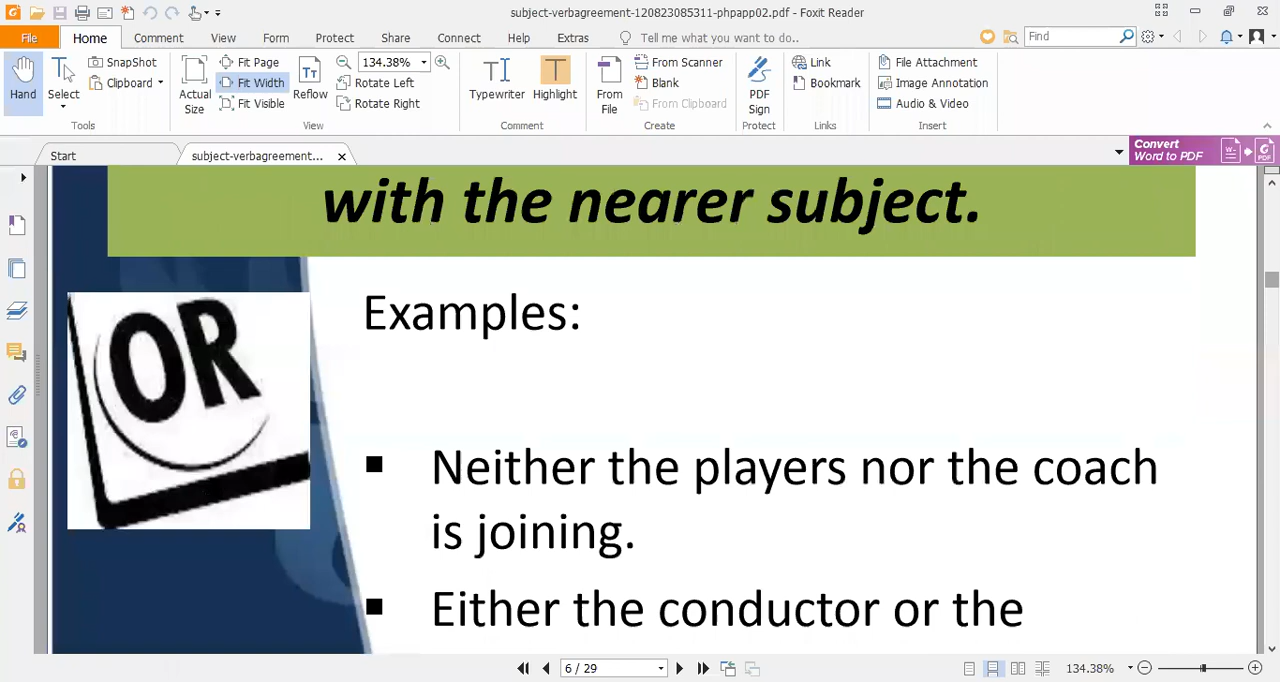 subject-verbagreement-120823085311-phpapp02.pdf - Foxit Reader
File Home Comment View Form Protect Share Connect Help Extras Tell me what you want to do.. Find
Hand Select SnapShot Clipboard Actual Size Fit Page Fit Width Fit Visible Reflow 134.38% Rotate Left Rotate Right Typewriter Highlight From File From Scanner Blank From Clipboard PDF Sign Link Bookmark File Attachment Image Annotation Audio & Video
Tools View Comment Create Protect Links Insert
Start subject-verbagreement... Convert Word to PDF
with the nearer subject.
OR
Examples:
Neither the players nor the coach
is joining.
Either the conductor or the
6 / 29 134.38%